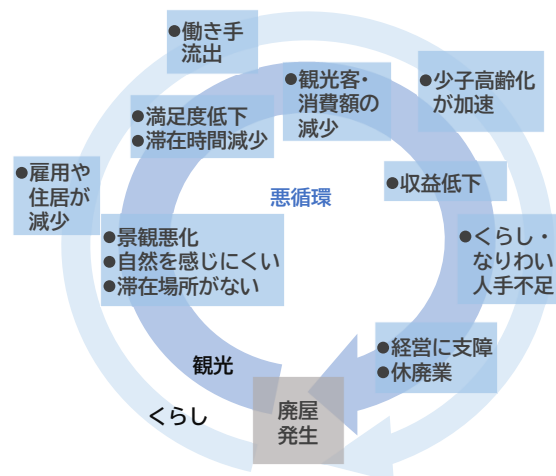 ●働き手
流出
●観光客・
消費額の
減少
●少子高齢化
が加速
●満足度低下
●滞在時間減少
●雇用や
住居が
減少
悪循環
●収益低下
●景観悪化
●自然を感じにくい
●滞在場所がない
●くらし・
なりわい
人手不足
●経営に支障
●休廃業
観光
くらし
廃屋
発生